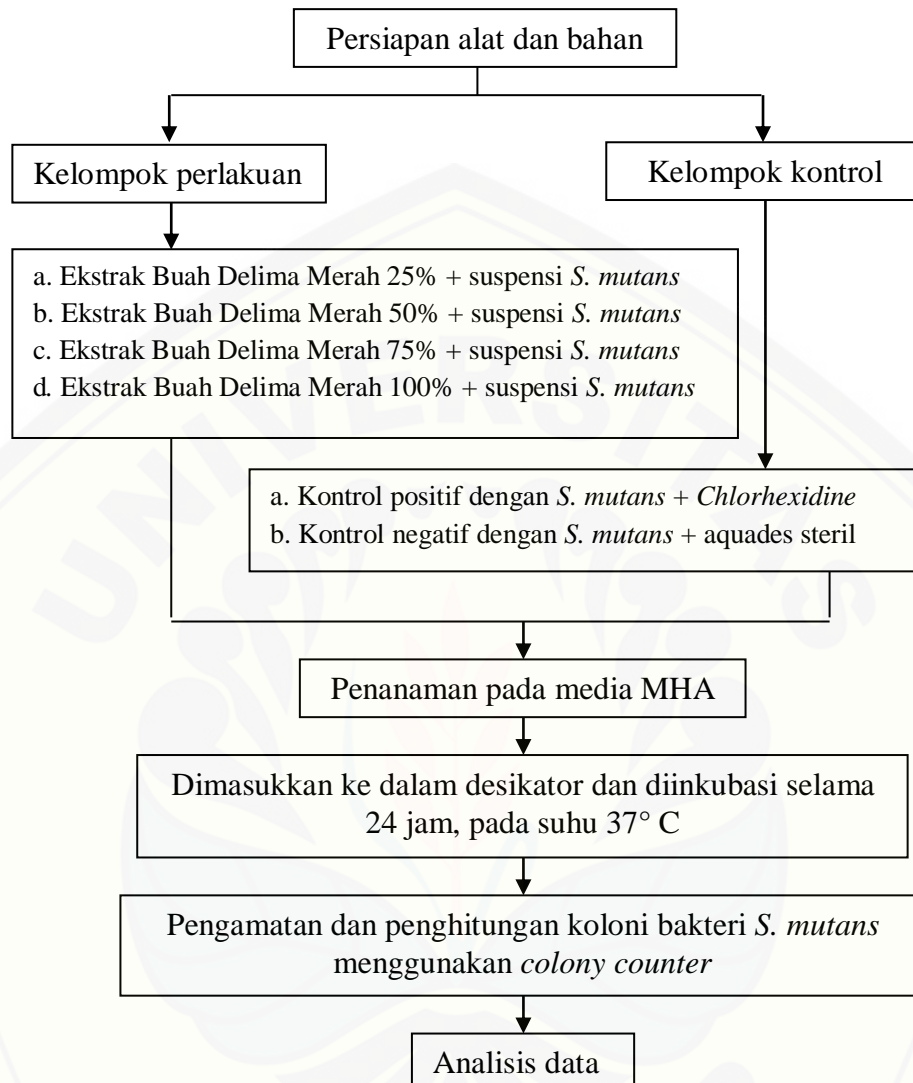 Persiapan alat dan bahan
Kelompok perlakuan
Kelompok kontrol
a. Ekstrak Buah Delima Merah 25% + suspensi S. mutans
b. Ekstrak Buah Delima Merah 50% + suspensi S. mutans
c. Ekstrak Buah Delima Merah 75% + suspensi S. mutans
d. Ekstrak Buah Delima Merah 100% + suspensi S. mutans
a. Kontrol positif dengan S. mutans + Chlorhexidine
b. Kontrol negatif dengan S. mutans + aquades steril
Penanaman pada media MHA
Dimasukkan ke dalam desikator dan diinkubasi selama
24 jam, pada suhu 37° C
Pengamatan dan penghitungan koloni bakteri S. mutans
menggunakan colony counter
Analisis data
UNIVERSITAS